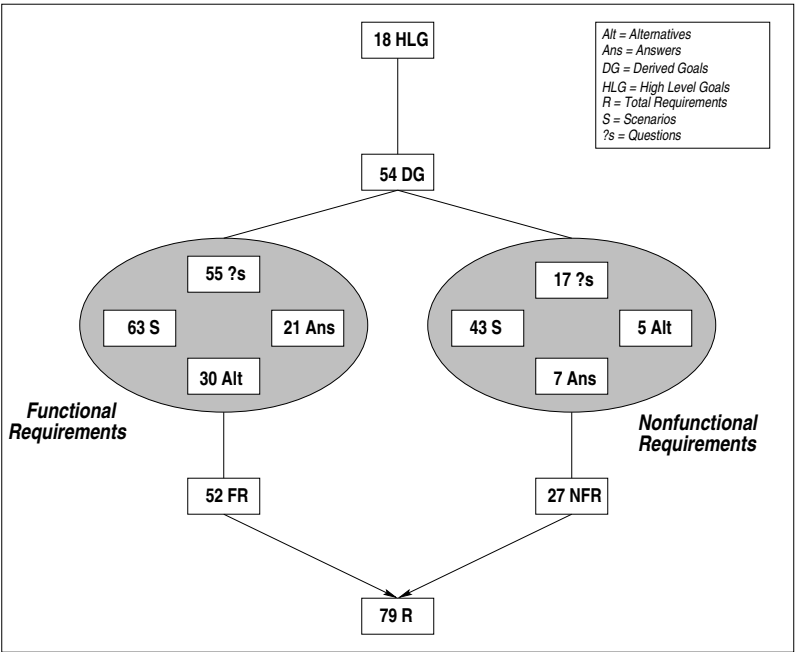 18 HLG
Alt = Alternatives
Ans = Answers
DG = Derived Goals
HLG = High Level Goals
R = Total Requirements
S = Scenarios
?s = Questions
54 DG
55 ?s
63 S
21 Ans
30 Alt
Functional
Requirements
17 ?s
43 S
5 Alt
7 Ans
Nonfunctional
Requirements
52 FR
27 NFR
79 R